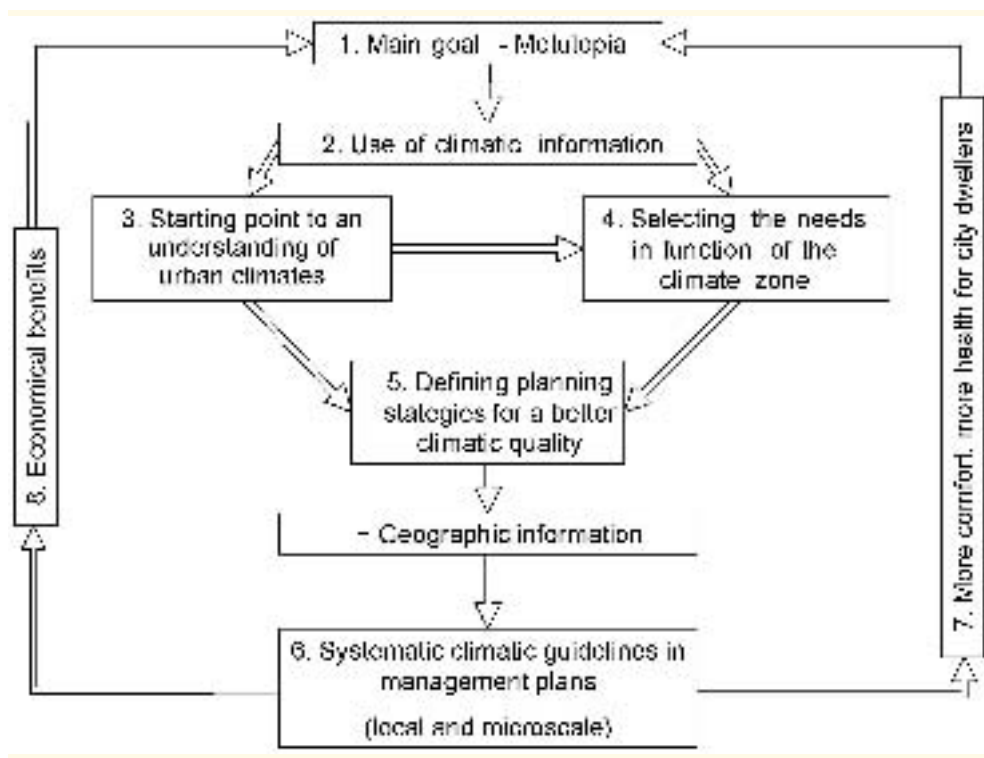 1. Main goal - Metutopia
2. Use of climatic information
3. Starting point to an
understanding of
urban climates
4. Selecting the needs
in function of the
climate zone
5. Defining planning
stategies for a better
climatic quality
Geographic information
6. Systematic climatic guidelines in
management plans
(local and microscale)
7. More comfort, more health for city dwellers
8. Economical benefits